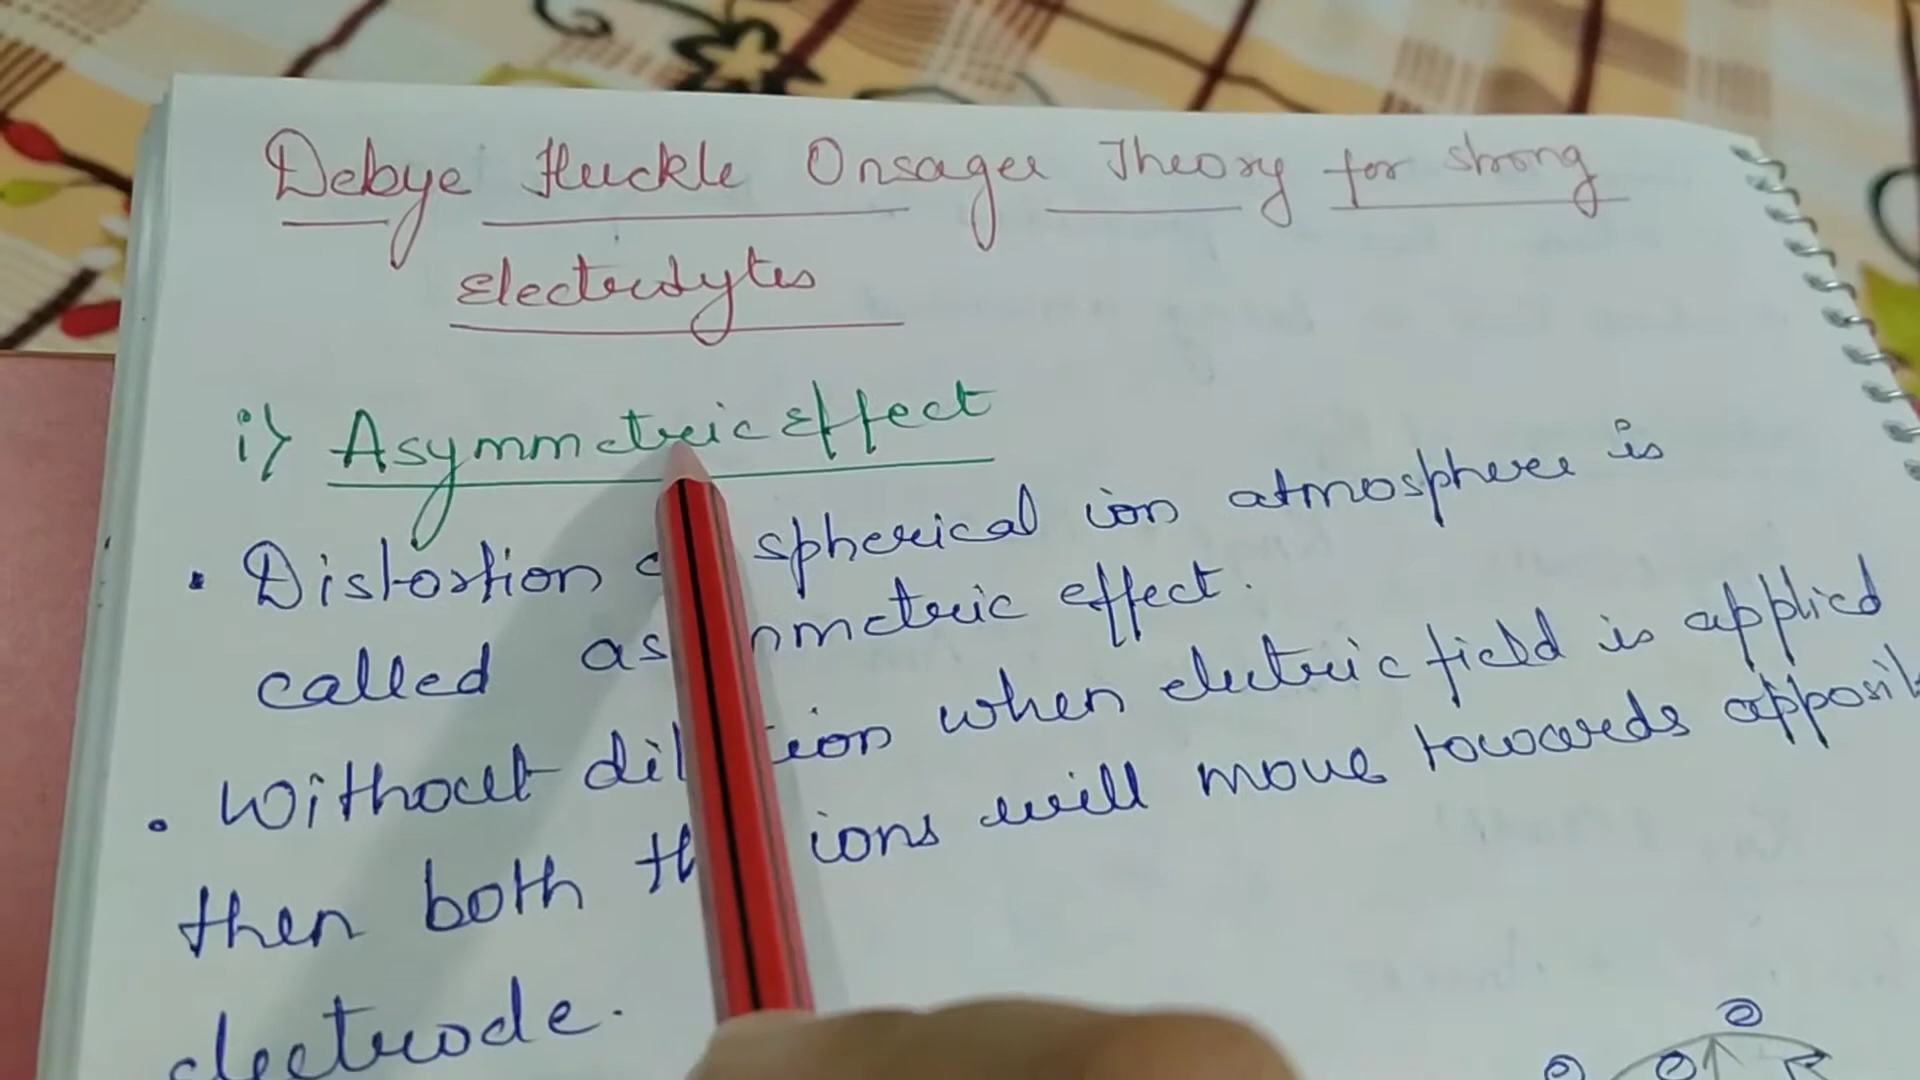 Debye Huckle Onsager Theory for strong
electrolytes
i) Asymmetric effect
• Distortion spherical ion atmosphere is
called effect.
• without when electric field is applied
then both ions will move towards
electrode.